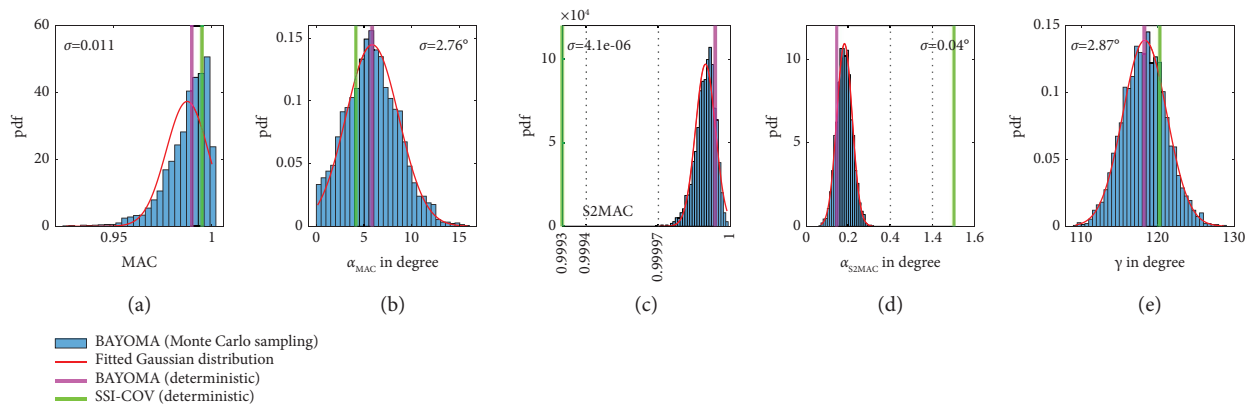 60
40
20
0
pdf
σ=0.011
0.95
1
MAC
(a)
0.15
0.1
0.05
0
pdf
σ=2.76°
0
5
10
15
α_MAC in degree
(b)
×10⁴
10
5
0
pdf
σ=4.1e-06
S2MAC
0.9993
0.9994
0.99997
1
(c)
10
5
0
pdf
σ=0.04°
0
0.2
0.4
1.4
1.6
α_S2MAC in degree
(d)
0.15
0.1
0.05
0
pdf
σ=2.87°
110
120
130
γ in degree
(e)
BAYOMA (Monte Carlo sampling)
Fitted Gaussian distribution
BAYOMA (deterministic)
SSI-COV (deterministic)